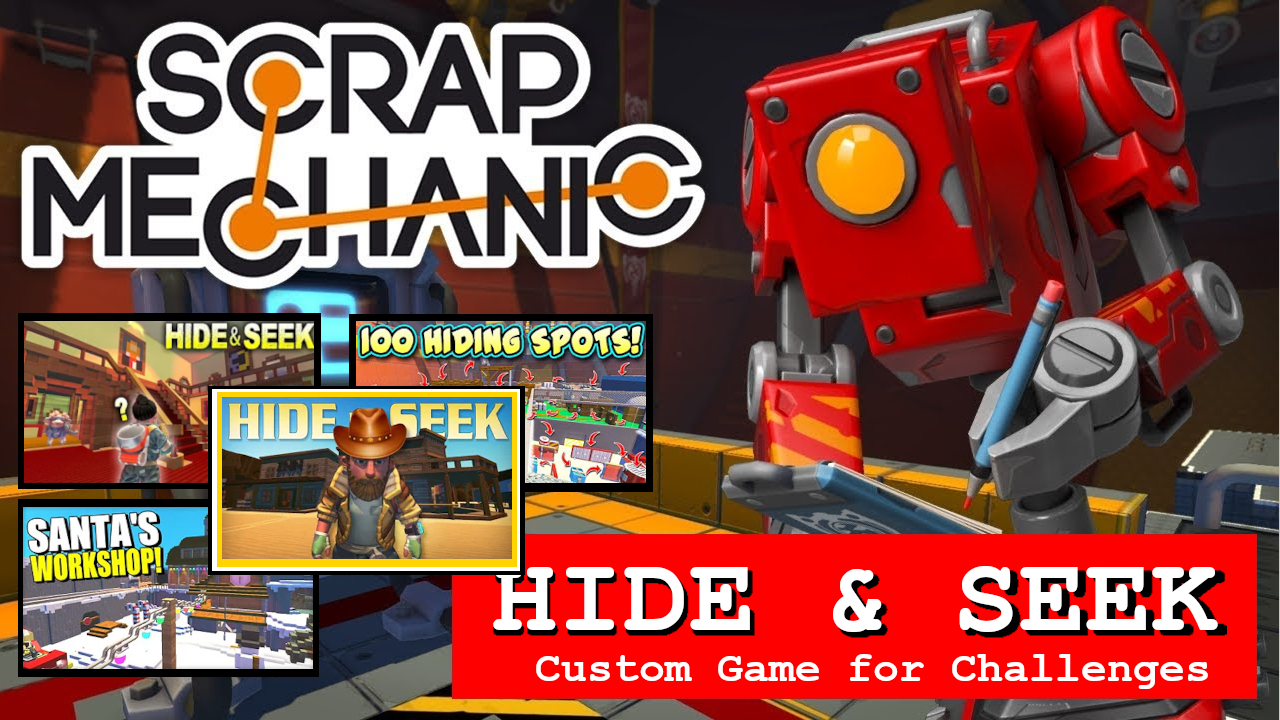 SCRAP
MECHANIC
HIDE & SEEK
?
100 HIDING SPOTS!
HIDE SEEK
SANTA'S
WORKSHOP!
HIDE & SEEK
Custom Game for Challenges